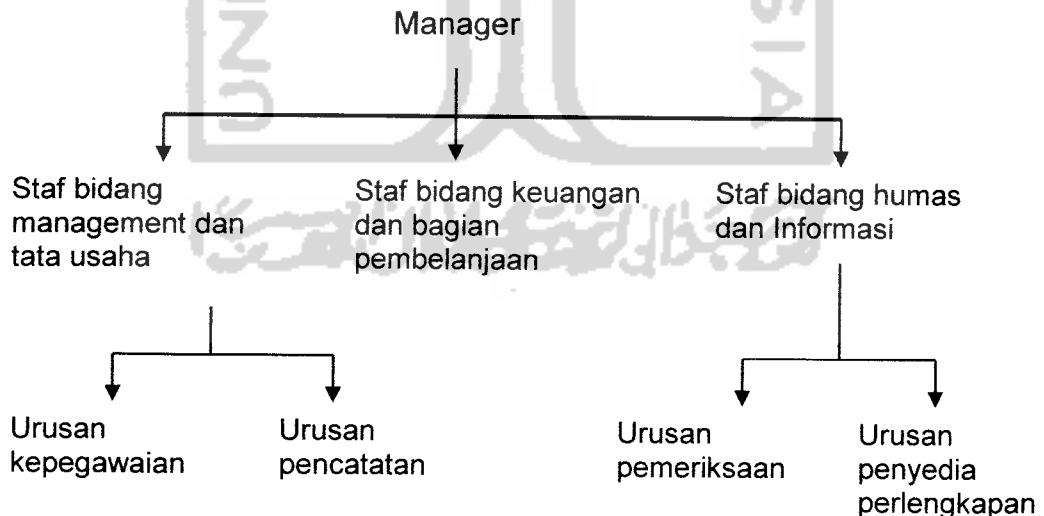 Manager
Staf bidang
management dan
tata usaha
Staf bidang keuangan
dan bagian
pembelanjaan
Staf bidang humas
dan Informasi
Urusan
kepegawaian
Urusan
pencatatan
Urusan
pemeriksaan
Urusan
penyedia
perlengkapan